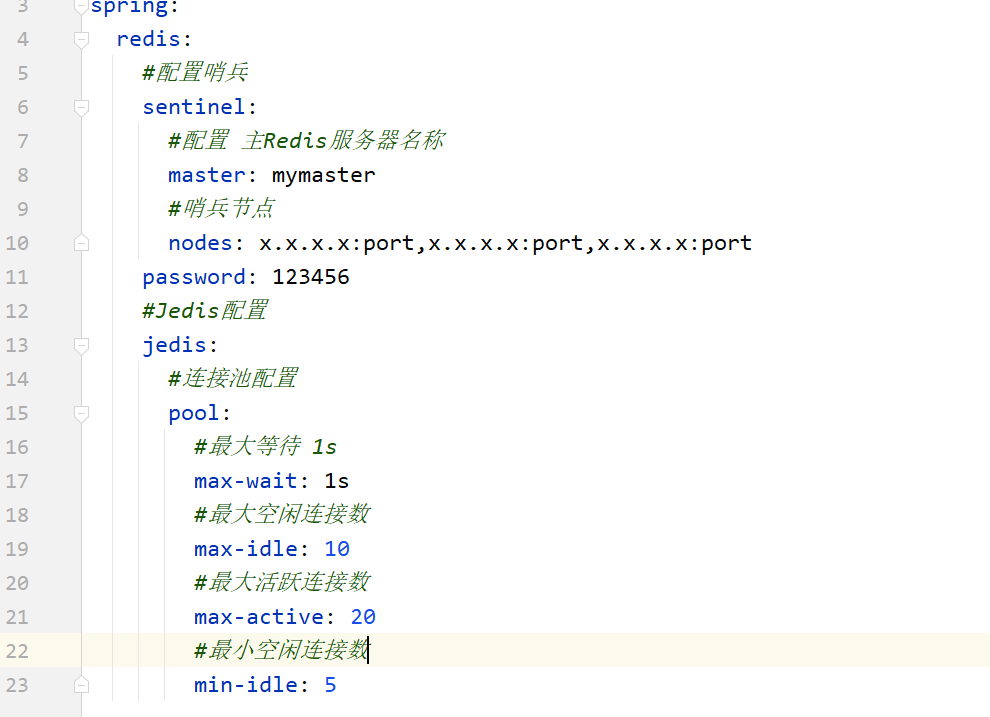 3 spring:
4 redis:
5 #配置哨兵
6 sentinel:
7 #配置 主Redis服务器名称
8 master: mymaster
9 #哨兵节点
10 nodes: x.x.x.x:port,x.x.x.x:port,x.x.x.x:port
11 password: 123456
12 #Jedis配置
13 jedis:
14 #连接池配置
15 pool:
16 #最大等待 1s
17 max-wait: 1s
18 #最大空闲连接数
19 max-idle: 10
20 #最大活跃连接数
21 max-active: 20
22 #最小空闲连接数
23 min-idle: 5